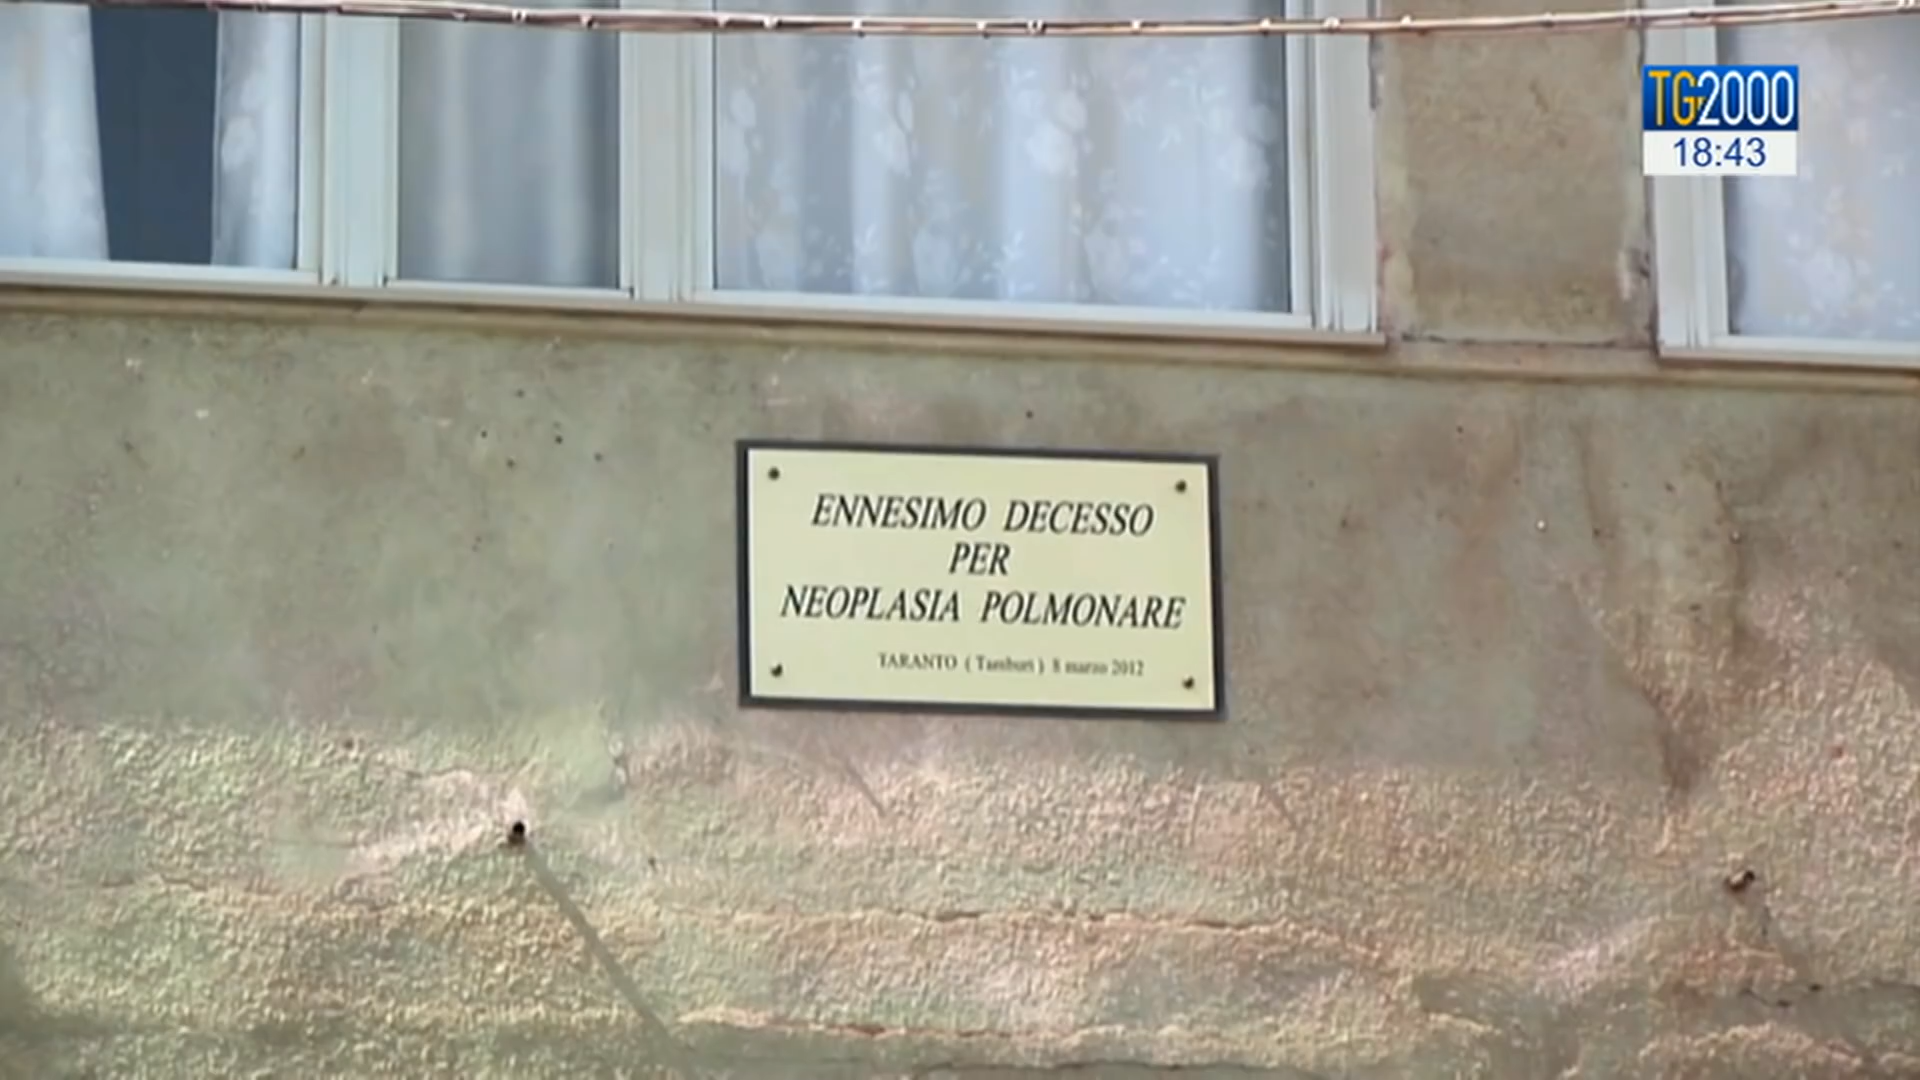 TG2000
18:43
ENNESIMO DECESSO
PER
NEOPLASIA POLMONARE
TARANTO ( Tamburi ) 8 marzo 2012